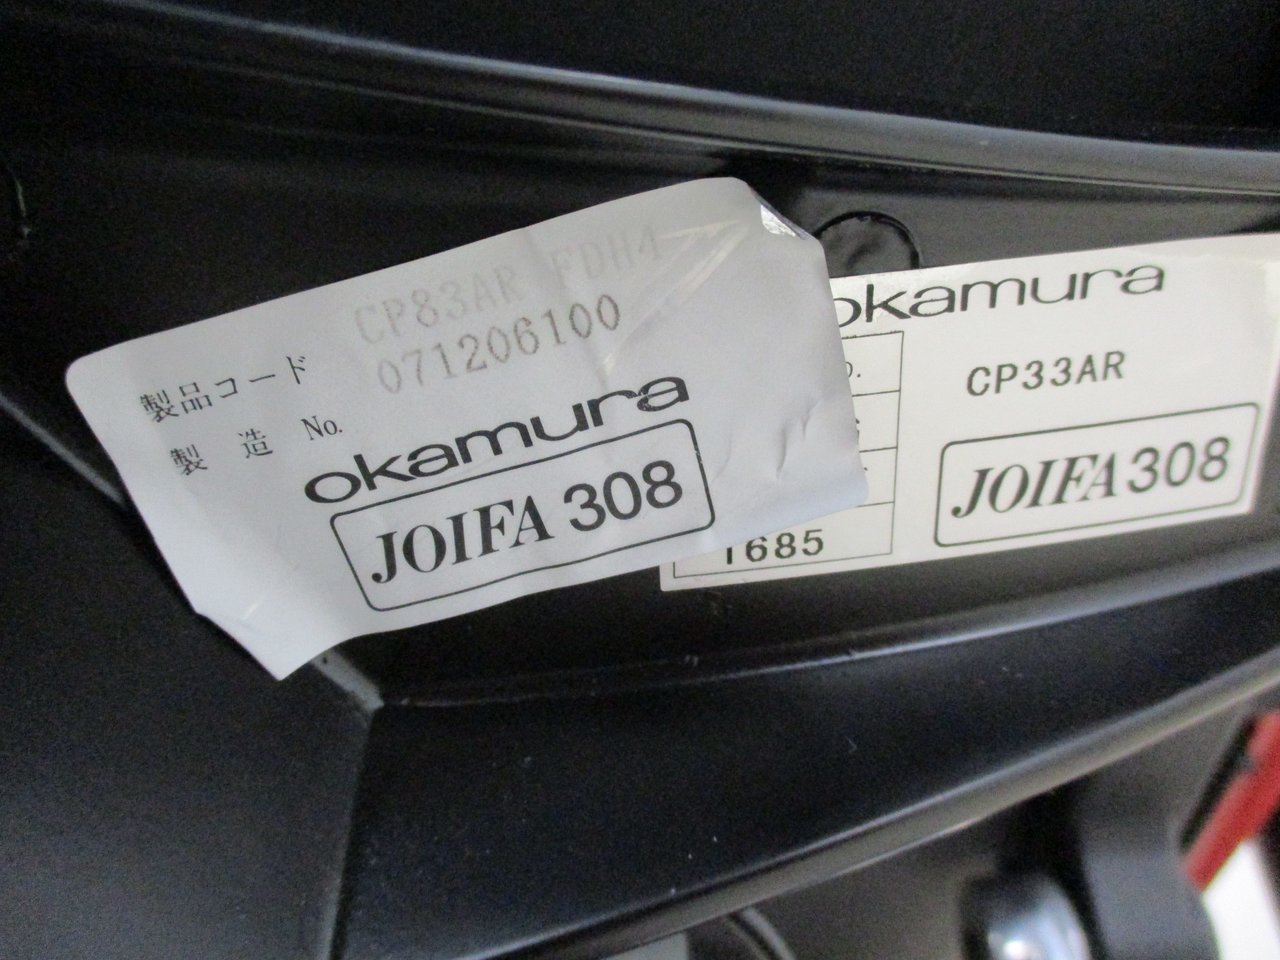 製品コード CP83AR FDH4
製造 No. 071206100
okamura
JOIFA 308
okamura
CP33AR
JOIFA 308
1685